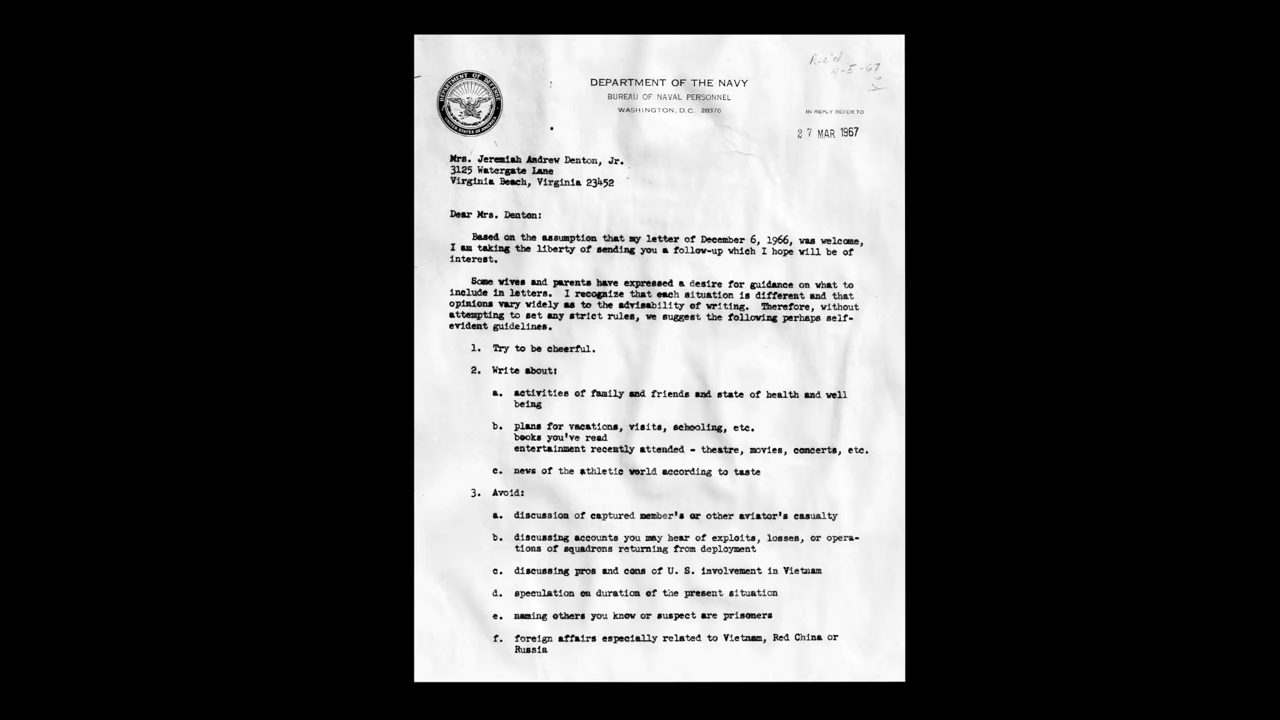 Rec'd
4-5-67
DEPARTMENT OF DEFENSE
UNITED STATES OF AMERICA
DEPARTMENT OF THE NAVY
BUREAU OF NAVAL PERSONNEL
WASHINGTON, D.C. 20370
IN REPLY REFER TO
27 MAR 1967
Mrs. Jeremiah Andrew Denton, Jr.
3125 Watergate Lane
Virginia Beach, Virginia 23452
Dear Mrs. Denton:
Based on the assumption that my letter of December 6, 1966, was welcome,
I am taking the liberty of sending you a follow-up which I hope will be of
interest.
Some wives and parents have expressed a desire for guidance on what to
include in letters. I recognize that each situation is different and that
opinions vary widely as to the advisability of writing. Therefore, without
attempting to set any strict rules, we suggest the following perhaps self-
evident guidelines.
1. Try to be cheerful.
2. Write about:
a. activities of family and friends and state of health and well
being
b. plans for vacations, visits, schooling, etc.
books you've read
entertainment recently attended - theatre, movies, concerts, etc.
c. news of the athletic world according to taste
3. Avoid:
a. discussion of captured member's or other aviator's casualty
b. discussing accounts you may hear of exploits, losses, or opera-
tions of squadrons returning from deployment
c. discussing pros and cons of U. S. involvement in Vietnam
d. speculation on duration of the present situation
e. naming others you know or suspect are prisoners
f. foreign affairs especially related to Vietnam, Red China or
Russia